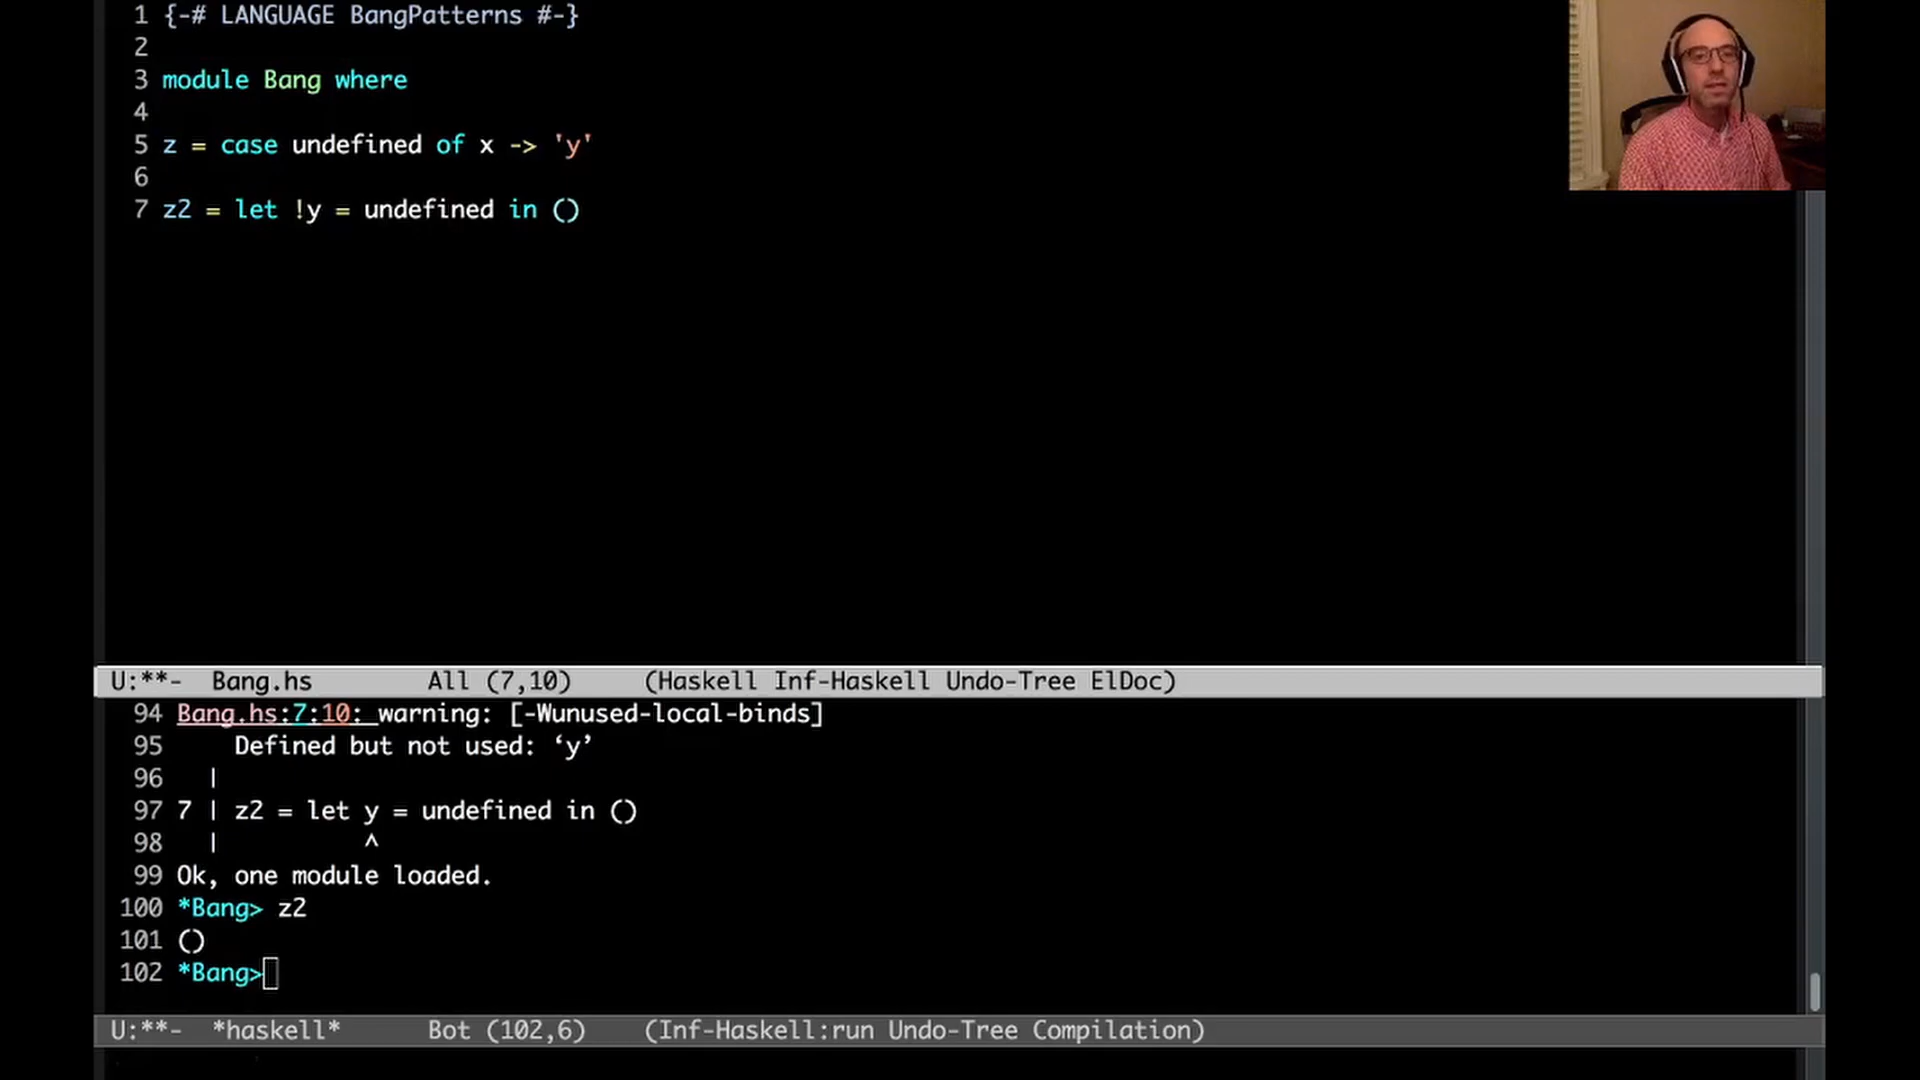 1 {-# LANGUAGE BangPatterns #-}
2
3 module Bang where
4
5 z = case undefined of x -> 'y'
6
7 z2 = let !y = undefined in ()
U:**-  Bang.hs        All (7,10)     (Haskell Inf-Haskell Undo-Tree ElDoc)
94 Bang.hs:7:10: warning: [-Wunused-local-binds]
95     Defined but not used: ‘y’
96   |
97 7 | z2 = let y = undefined in ()
98   |          ^
99 Ok, one module loaded.
100 *Bang> z2
101 ()
102 *Bang>
U:**-  *haskell*      Bot (102,6)    (Inf-Haskell:run Undo-Tree Compilation)